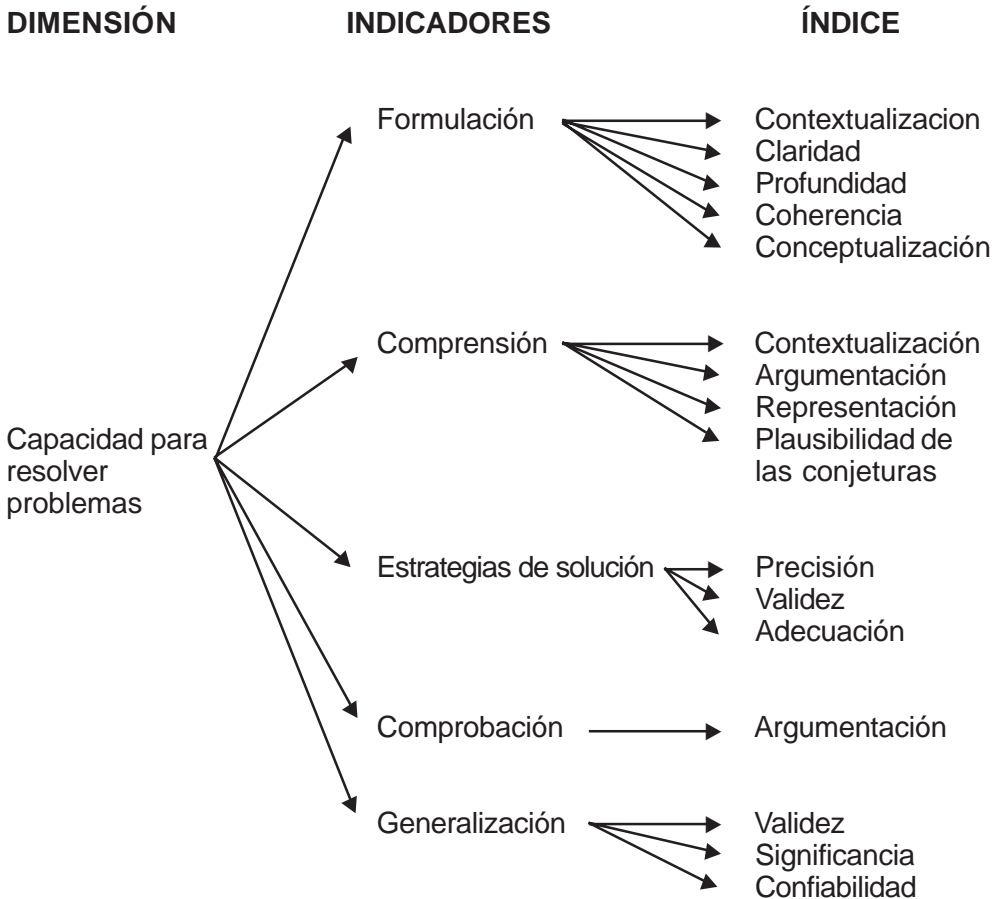 DIMENSIÓN INDICADORES ÍNDICE
Formulación Contextualizacion
Claridad
Profundidad
Coherencia
Conceptualización
Comprensión Contextualización
Argumentación
Representación
Plausibilidad de
las conjeturas
Capacidad para
resolver
problemas
Estrategias de solución Precisión
Validez
Adecuación
Comprobación Argumentación
Generalización Validez
Significancia
Confiabilidad